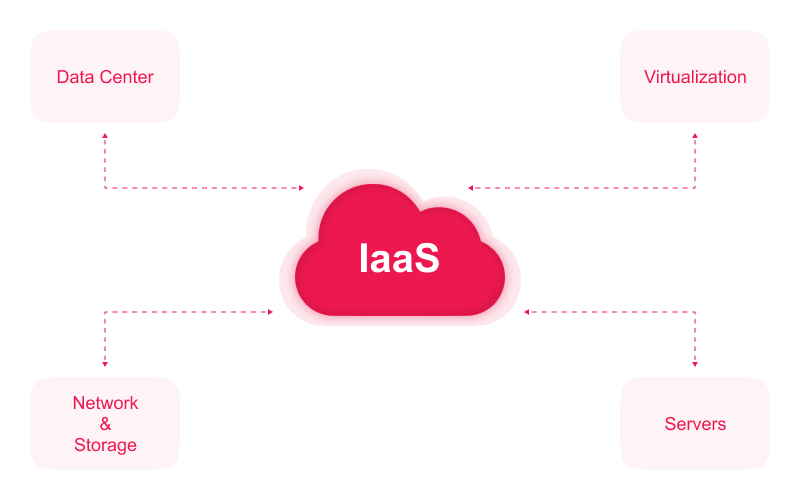 Data Center
Virtualization
IaaS
Network
&
Storage
Servers